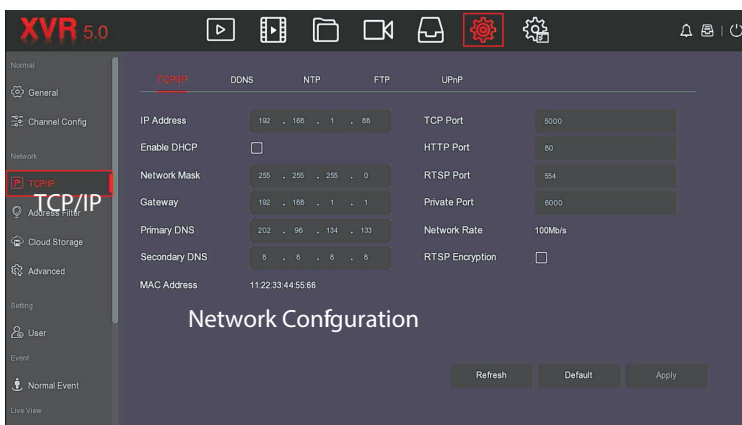 XVR 5.0
Normal
General
Channel Config
Network
TCP/IP
TCP/IP
Address Filter
Cloud Storage
Advanced
Setting
User
Event
Normal Event
Live View
TCP/IP DDNS NTP FTP UPnP
IP Address 192 . 168 . 1 . 88 TCP Port 5000
Enable DHCP HTTP Port 80
Network Mask 255 . 255 . 255 . 0 RTSP Port 554
Gateway 192 . 168 . 1 . 1 Private Port 6000
Primary DNS 202 . 96 . 134 . 133 Network Rate 100Mb/s
Secondary DNS 8 . 8 . 8 . 8 RTSP Encryption
MAC Address 11:22:33:44:55:66
Network Configuration
Refresh Default Apply